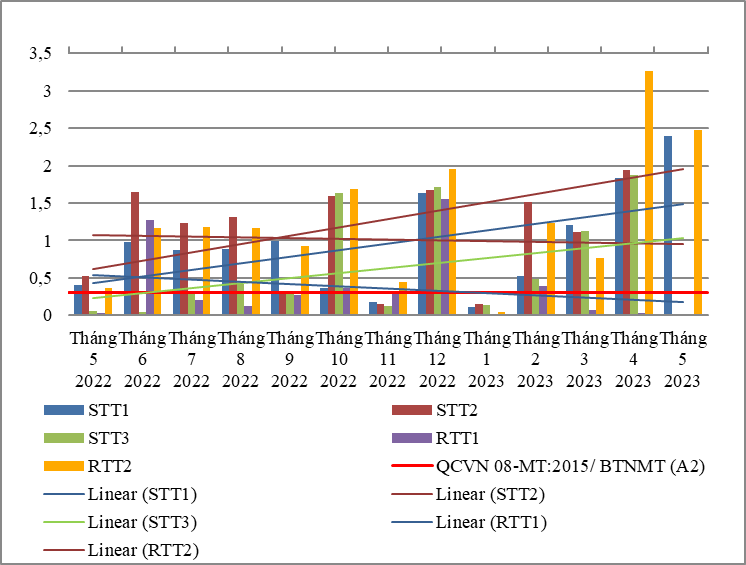 3,5
3
2,5
2
1,5
1
0,5
0
Tháng Tháng Tháng Tháng Tháng Tháng Tháng Tháng Tháng Tháng Tháng Tháng Tháng
5 6 7 8 9 10 11 12 1 2 3 4 5
2022 2022 2022 2022 2022 2022 2022 2022 2023 2023 2023 2023 2023
STT1 STT2
STT3 RTT1
RTT2 QCVN 08-MT:2015/ BTNMT (A2)
Linear (STT1) Linear (STT2)
Linear (STT3) Linear (RTT1)
Linear (RTT2)